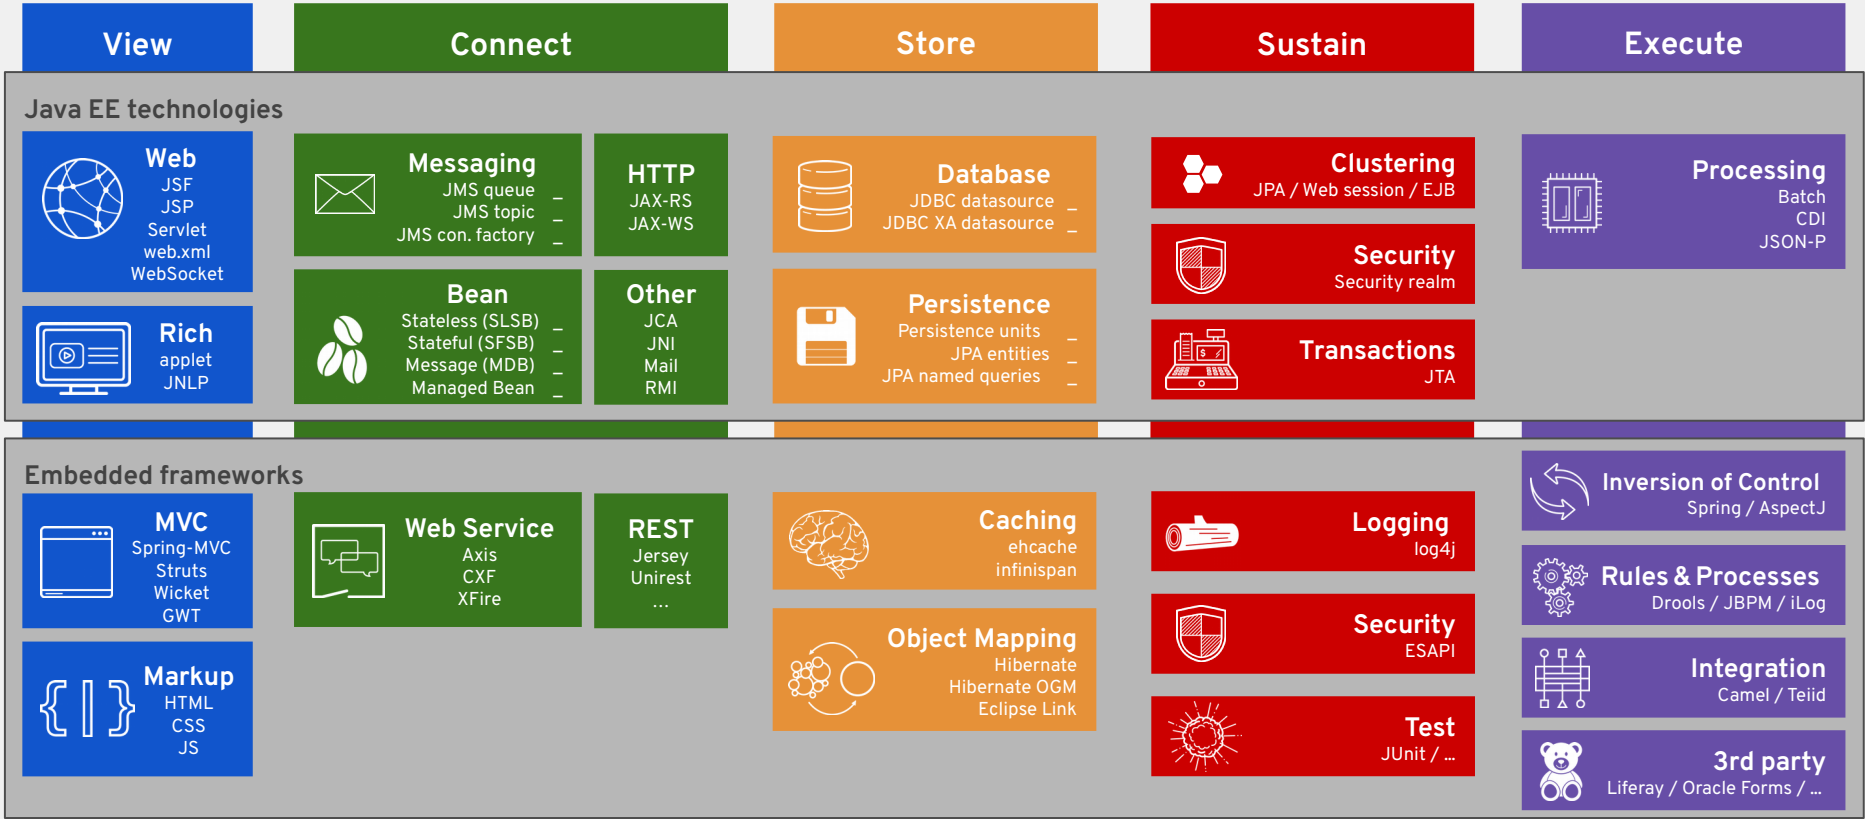 View
Connect
Store
Sustain
Execute
Java EE technologies
Web
JSF
JSP
Servlet
web.xml
WebSocket
Rich
applet
JNLP
Messaging
JMS queue _
JMS topic _
JMS con. factory _
HTTP
JAX-RS
JAX-WS
Bean
Stateless (SLSB) _
Stateful (SFSB) _
Message (MDB) _
Managed Bean _
Other
JCA
JNI
Mail
RMI
Database
JDBC datasource _
JDBC XA datasource _
Persistence
Persistence units _
JPA entities _
JPA named queries _
Clustering
JPA / Web session / EJB
Security
Security realm
$
Transactions
JTA
Processing
Batch
CDI
JSON-P
Embedded frameworks
MVC
Spring-MVC
Struts
Wicket
GWT
Markup
HTML
CSS
JS
Web Service
Axis
CXF
XFire
REST
Jersey
Unirest
...
Caching
ehcache
infinispan
Object Mapping
Hibernate
Hibernate OGM
Eclipse Link
Logging
log4j
Security
ESAPI
Test
JUnit / ...
Inversion of Control
Spring / AspectJ
Rules & Processes
Drools / JBPM / iLog
Integration
Camel / Teiid
3rd party
Liferay / Oracle Forms / ...